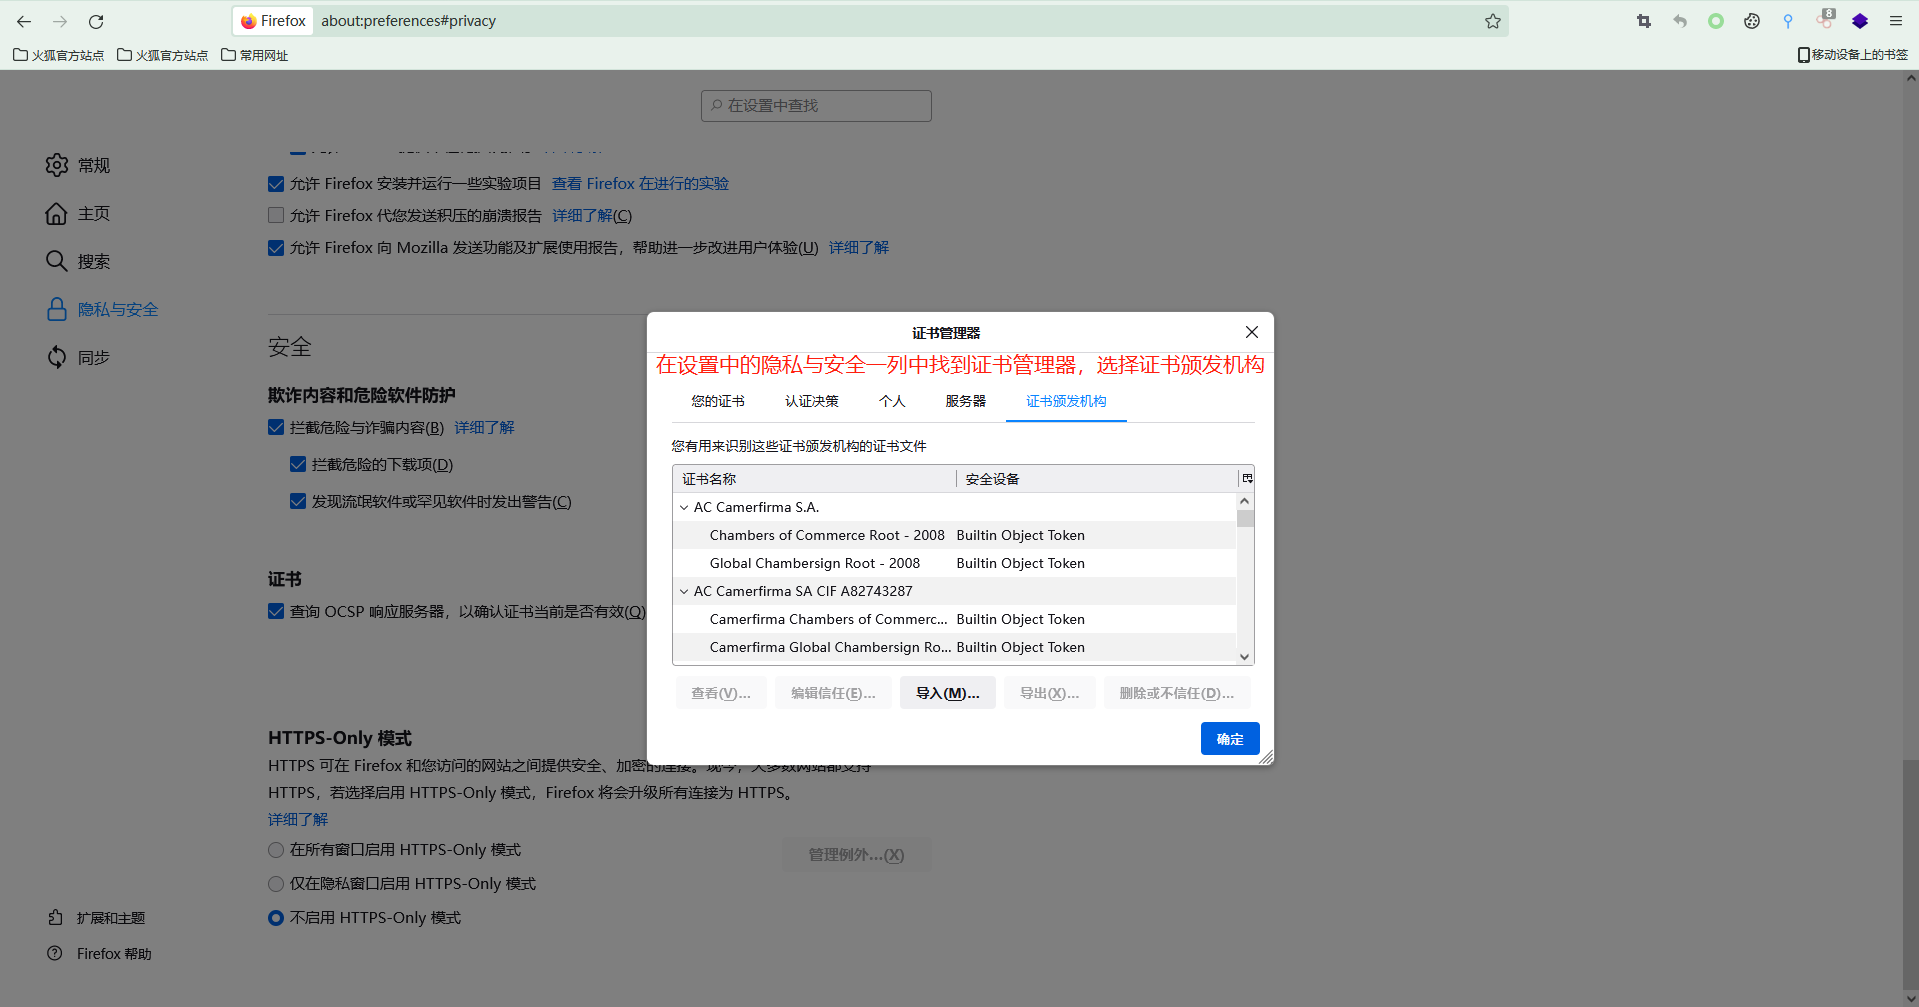 Firefox about:preferences#privacy
8
火狐官方站点 火狐官方站点 常用网址 移动设备上的书签
在设置中查找
常规
主页
搜索
隐私与安全
同步
扩展和主题
Firefox 帮助
允许 Firefox 安装并运行一些实验项目 查看 Firefox 在进行的实验
允许 Firefox 代您发送积压的崩溃报告 详细了解(C)
允许 Firefox 向 Mozilla 发送功能及扩展使用报告，帮助进一步改进用户体验(U) 详细了解
安全
欺诈内容和危险软件防护
拦截危险与诈骗内容(B) 详细了解
拦截危险的下载项(D)
发现流氓软件或罕见软件时发出警告(C)
证书
查询 OCSP 响应服务器，以确认证书当前是否有效(Q)
HTTPS-Only 模式
HTTPS 可在 Firefox 和您访问的网站之间提供安全、加密的连接。现今，大多数网站都支持
HTTPS，若选择启用 HTTPS-Only 模式，Firefox 将会升级所有连接为 HTTPS。
详细了解
在所有窗口启用 HTTPS-Only 模式
管理例外...(X)
仅在隐私窗口启用 HTTPS-Only 模式
不启用 HTTPS-Only 模式
证书管理器
在设置中的隐私与安全一列中找到证书管理器，选择证书颁发机构
您的证书 认证决策 个人 服务器 证书颁发机构
您有用来识别这些证书颁发机构的证书文件
证书名称 安全设备
AC Camerfirma S.A.
Chambers of Commerce Root - 2008 Builtin Object Token
Global Chambersign Root - 2008 Builtin Object Token
AC Camerfirma SA CIF A82743287
Camerfirma Chambers of Commerc... Builtin Object Token
Camerfirma Global Chambersign Ro... Builtin Object Token
查看(V)... 编辑信任(E)... 导入(M)... 导出(X)... 删除或不信任(D)...
确定